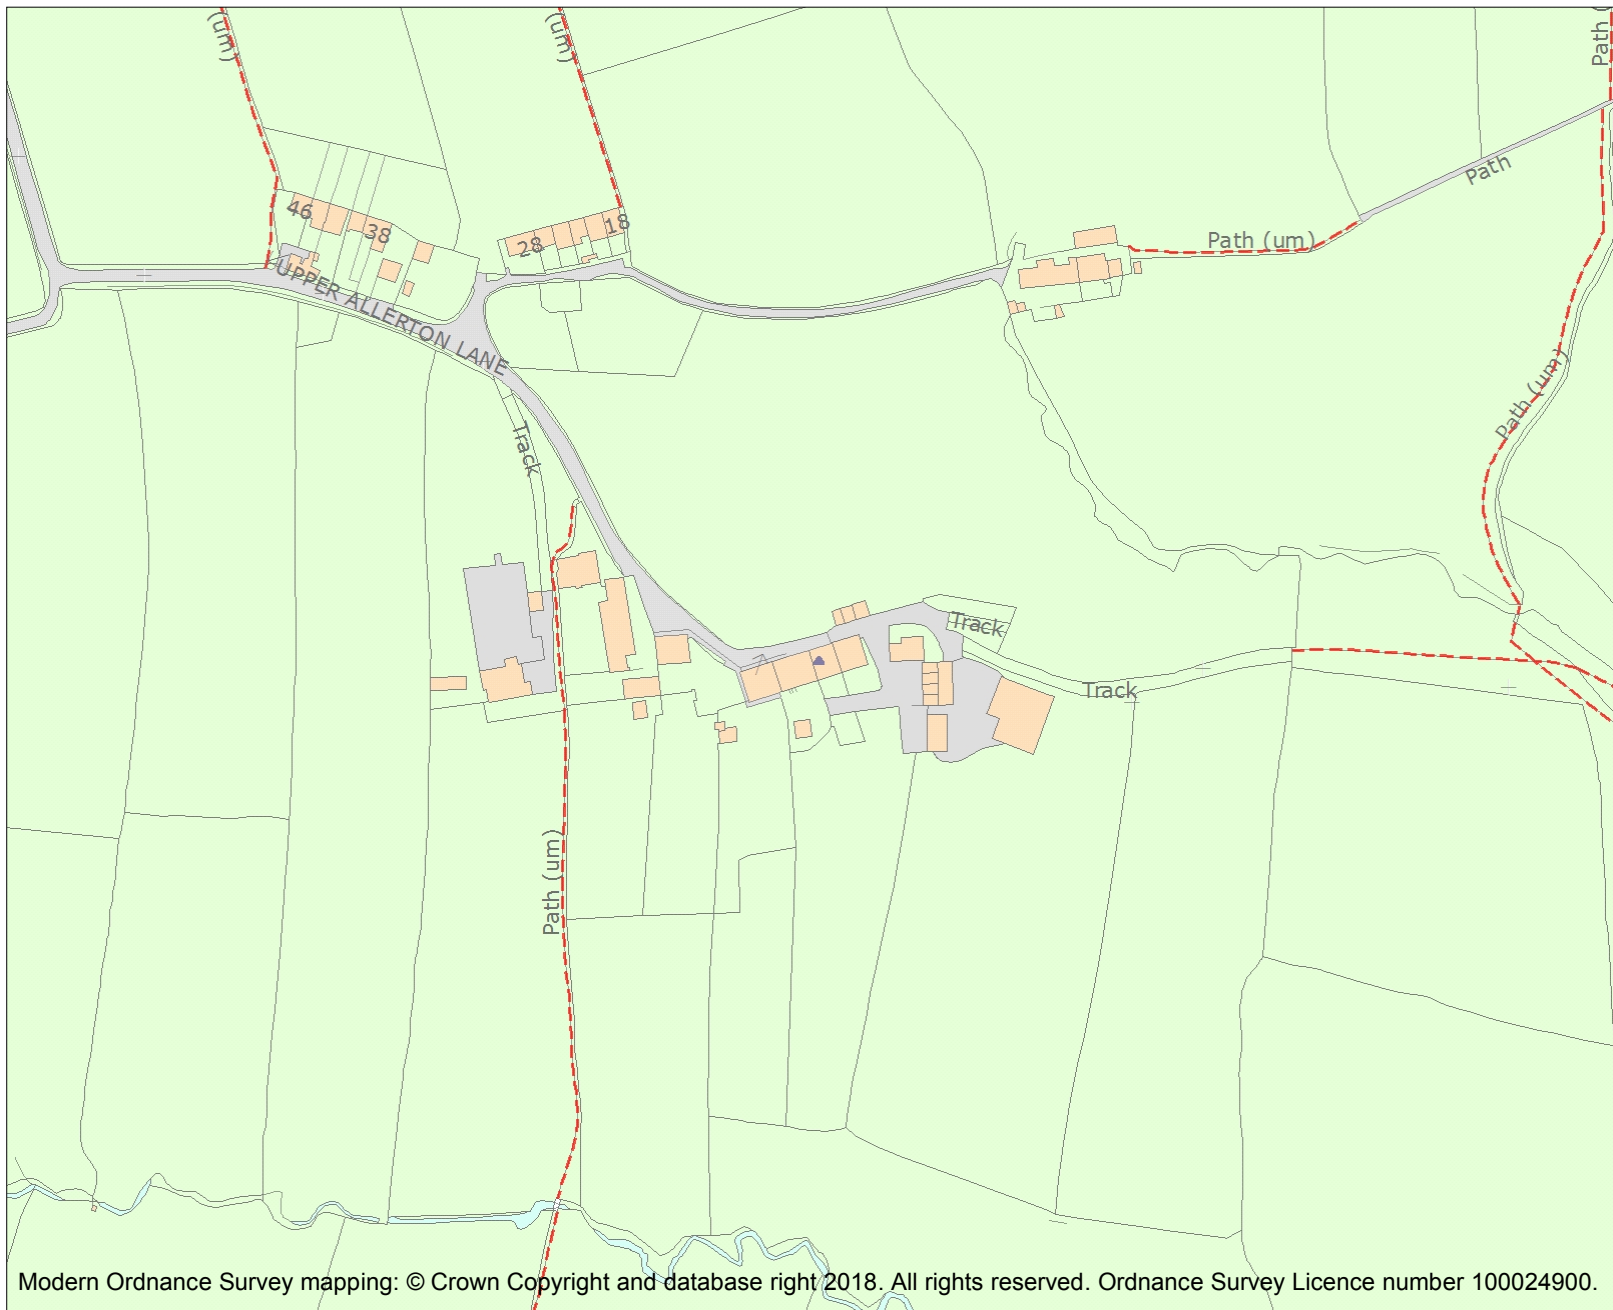 (um)
(um)
Path (
46
38
28
18
Path
Path (um)
UPPER ALLERTON LANE
Path (um)
Track
Track
Track
Path (um)
Modern Ordnance Survey mapping: © Crown Copyright and database right 2018. All rights reserved. Ordnance Survey Licence number 100024900.